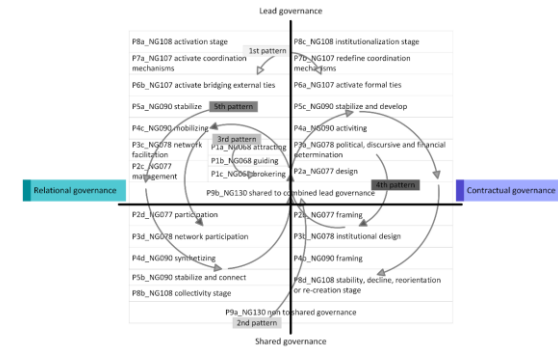 Lead governance
P8a_NG108 activation stage
P8c_NG108 institutionalization stage
1st pattern
P7a_NG107 activate coordination
mechanisms
P7b_NG107 redefine coordination
mechanisms
P6b_NG107 activate bridging external ties
P6a_NG107 activate formal ties
P5a_NG090 stabilize
5th pattern
P5c_NG090 stabilize and develop
P4c_NG090 mobilizing
P4a_NG090 activiting
3rd pattern
P3c_NG078 network
facilitation
P1a_NG068 attracting
P3a_NG078 political, discursive and financial
determination
P1b_NG068 guiding
P2c_NG077
management
P1c_NG068 brokering
P2a_NG077 design
4th pattern
Relational governance
Contractual governance
P9b_NG130 shared to combined lead governance
P2d_NG077 participation
P2b_NG077 framing
P3d_NG078 network participation
P3b_NG078 institutional design
P4d_NG090 synthetizing
P4b_NG090 framing
P5b_NG090 stabilize and connect
P8d_NG108 stability, decline, reorientation
or re-creation stage
P8b_NG108 collectivity stage
P9a_NG130 non to shared governance
2nd pattern
Shared governance